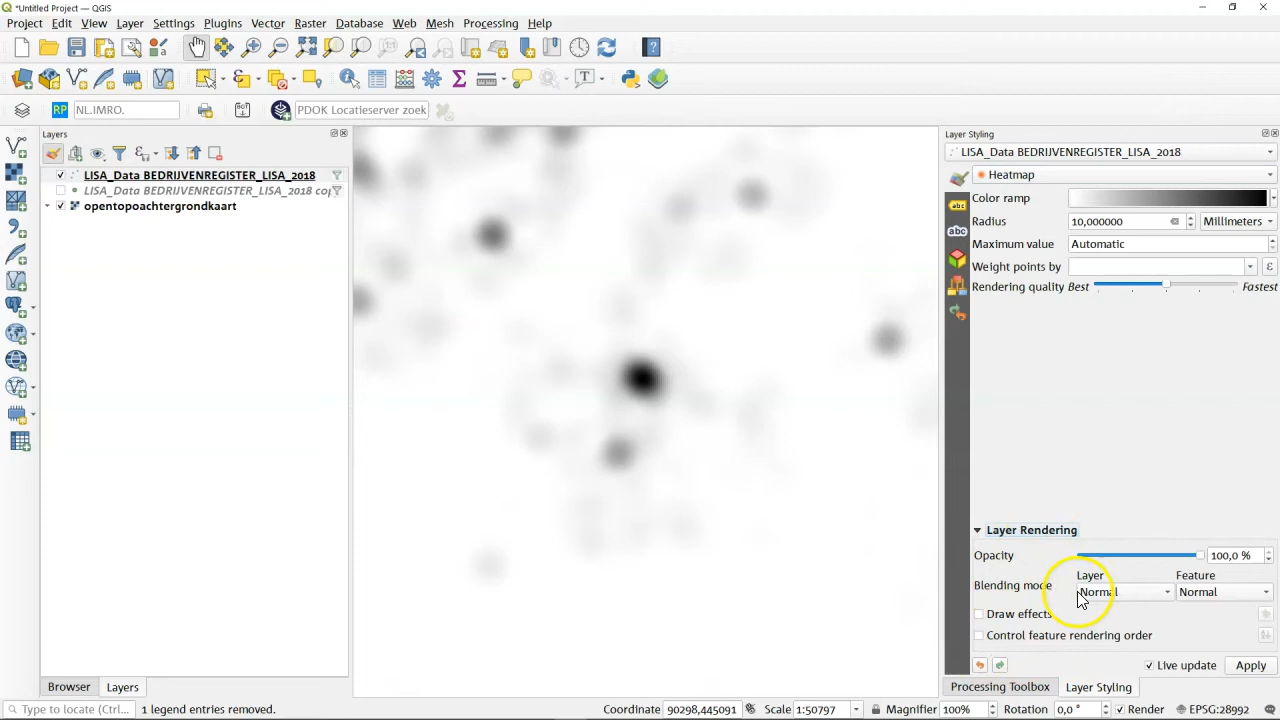 *Untitled Project — QGIS
Project Edit View Layer Settings Plugins Vector Raster Database Web Mesh Processing Help
RP NL.IMRO. PDOK Locatieserver zoek
Layers
LISA_Data BEDRIJVENREGISTER_LISA_2018
LISA_Data BEDRIJVENREGISTER_LISA_2018 cop
opentopoachtergrondkaart
Layer Styling
LISA_Data BEDRIJVENREGISTER_LISA_2018
Heatmap
Color ramp
Radius 10,000000 Millimeters
Maximum value Automatic
Weight points by ε
Rendering quality Best Fastest
Layer Rendering
Opacity 100,0 %
Layer Feature
Blending mode Normal Normal
Draw effects
Control feature rendering order
Live update Apply
Browser Layers
Processing Toolbox Layer Styling
Type to locate (Ctrl... 1 legend entries removed. Coordinate 90298,445091 Scale 1:50797 Magnifier 100% Rotation 0,0 ° Render EPSG:28992